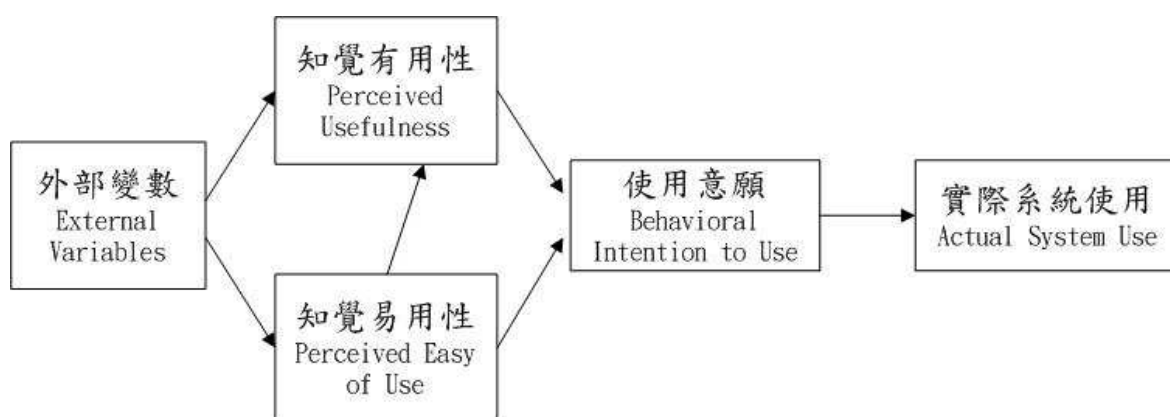 知覺有用性
Perceived
Usefulness
外部變數
External
Variables
使用意願
Behavioral
Intention to Use
實際系統使用
Actual System Use
知覺易用性
Perceived Easy
of Use